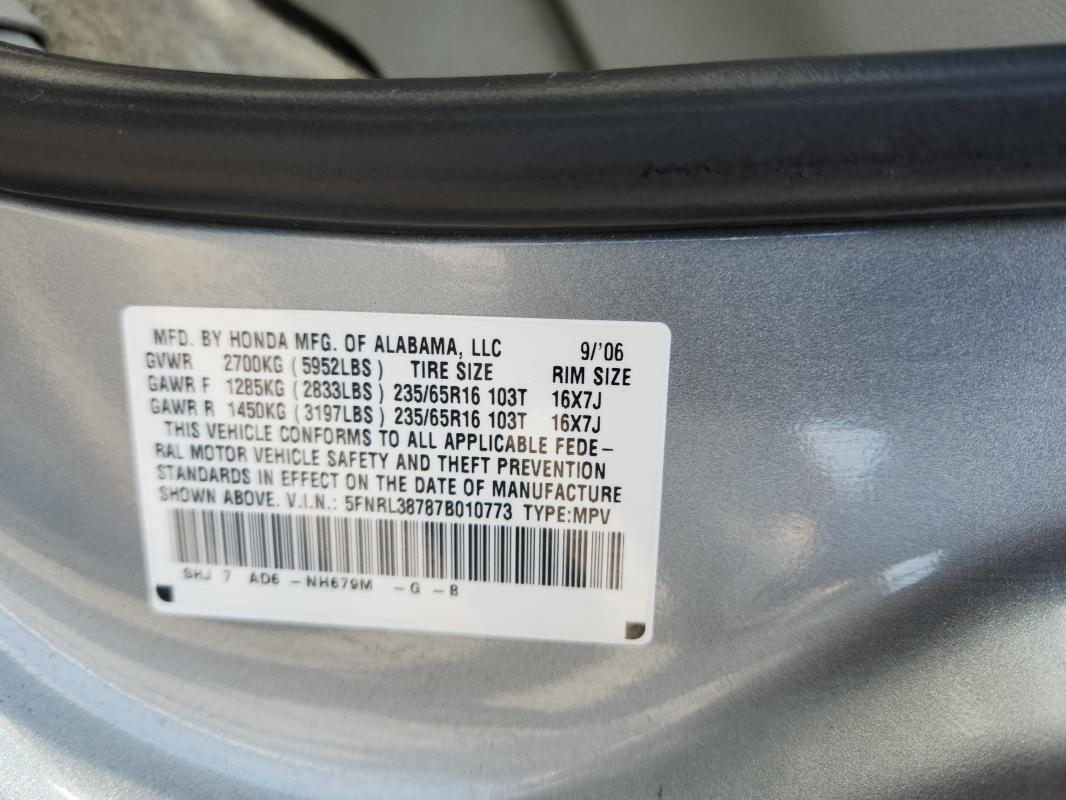 MFD. BY HONDA MFG. OF ALABAMA, LLC 9/'06
GVWR 2700KG (5952LBS) TIRE SIZE RIM SIZE
GAWR F 1285KG (2833LBS) 235/65R16 103T 16X7J
GAWR R 1450KG (3197LBS) 235/65R16 103T 16X7J
THIS VEHICLE CONFORMS TO ALL APPLICABLE FEDE-
RAL MOTOR VEHICLE SAFETY AND THEFT PREVENTION
STANDARDS IN EFFECT ON THE DATE OF MANUFACTURE
SHOWN ABOVE. V.I.N.: 5FNRL38787B010773 TYPE:MPV
SHJ 7 AD6 - NH679M - G - B